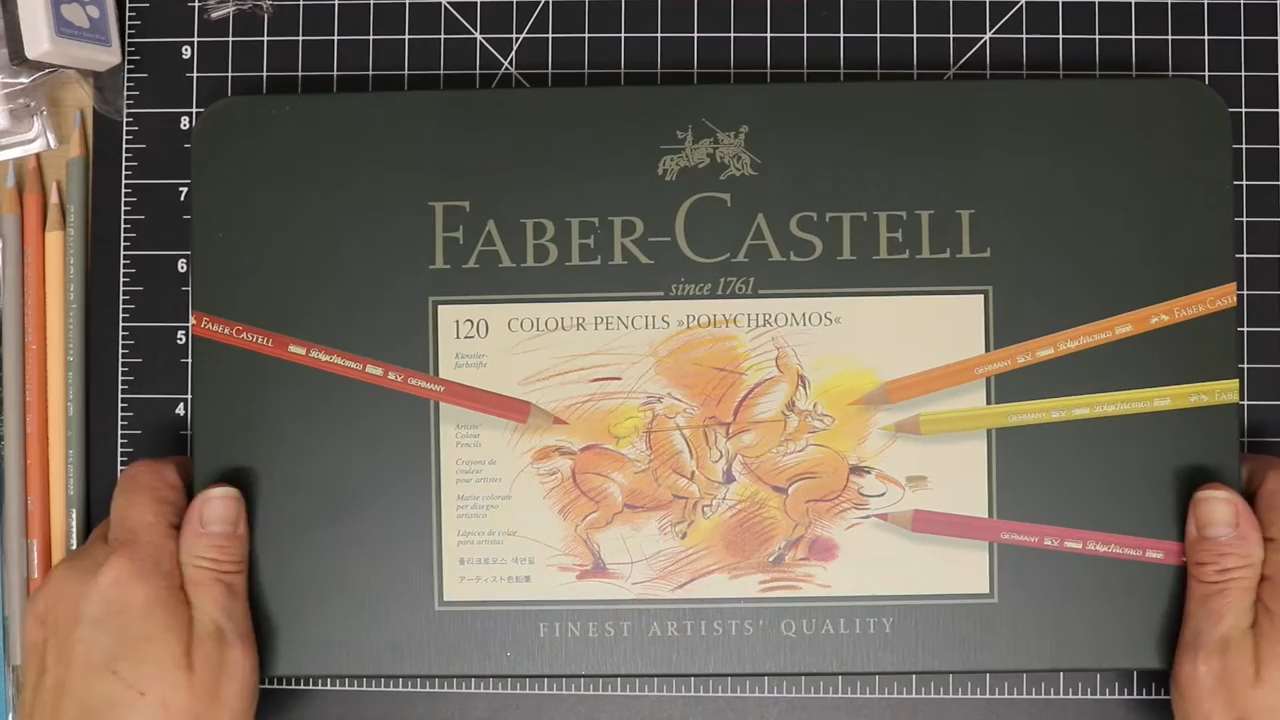 9
8
7
6
5
4
FABER-CASTELL
since 1761
120 COLOUR PENCILS »POLYCHROMOS«
Künstler-
farbstifte
Artists'
Colour
Pencils
Crayons de
couleur
pour artistes
Matite colorate
per disegno
artistico
Lápices de color
para artistas
폴리크로모스 색연필
アーティスト色鉛筆
FABER-CASTELL Polychromos GERMANY
GERMANY Polychromos FABER-CAST
GERMANY Polychromos FABE
GERMANY Polychromos
FINEST ARTISTS' QUALITY